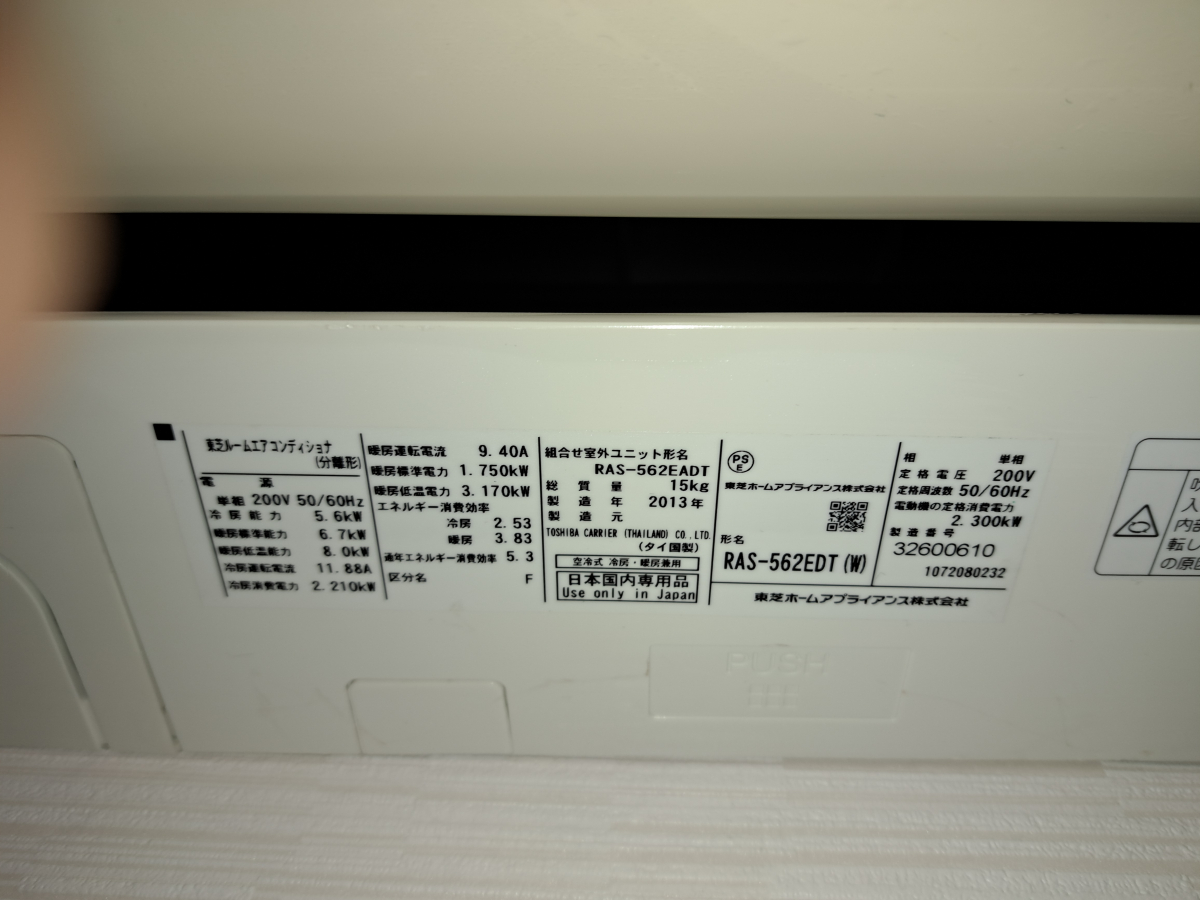 東芝ルームエアコンディショナ
(分離形)
電 源
単相 200V 50/60Hz
冷房能力 5.6kW
暖房標準能力 6.7kW
暖房低温能力 8.0kW
冷房運転電流 11.88A
冷房消費電力 2.210kW
暖房運転電流 9.40A
暖房標準電力 1.750kW
暖房低温電力 3.170kW
エネルギー消費効率
冷房 2.53
暖房 3.83
通年エネルギー消費効率 5.3
区分名 F
組合せ室外ユニット形名
RAS-562EADT
総質量 15kg
製造年 2013年
製造元
TOSHIBA CARRIER (THAILAND) CO.,LTD.
(タイ国製)
空冷式 冷房・暖房兼用
日本国内専用品
Use only in Japan
PS
E
東芝ホームアプライアンス株式会社
形名
RAS-562EDT (W)
相 単相
定格電圧 200V
定格周波数 50/60Hz
電動機の定格消費電力
2.300kW
製造番号
32600610
1072080232
東芝ホームアプライアンス株式会社
PUSH
吹
入
内部
転し
の原因